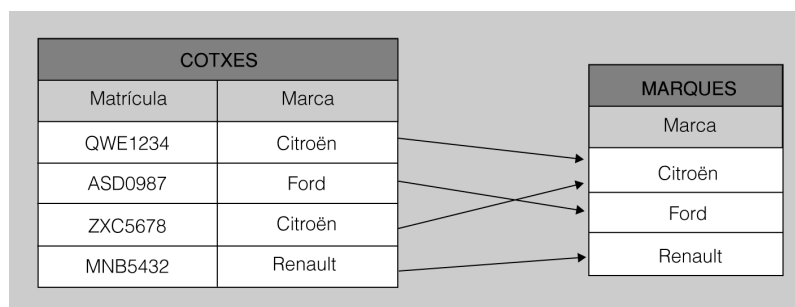 COTXES
Matrícula Marca
QWE1234 Citroën
ASD0987 Ford
ZXC5678 Citroën
MNB5432 Renault
MARQUES
Marca
Citroën
Ford
Renault